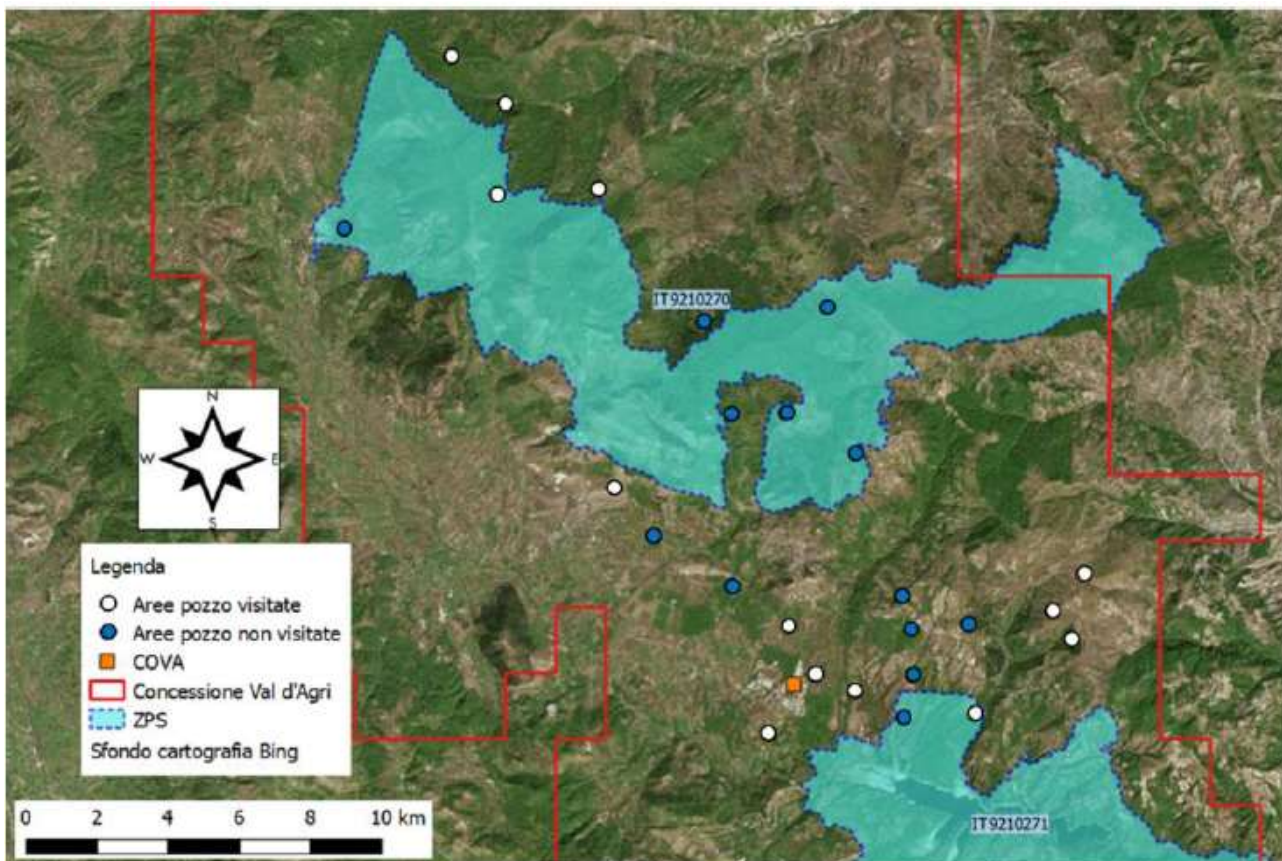 IT9210270
N
W
E
S
Legenda
Aree pozzo visitate
Aree pozzo non visitate
COVA
Concessione Val d'Agri
ZPS
Sfondo cartografia Bing
0 2 4 6 8 10 km
IT9210271